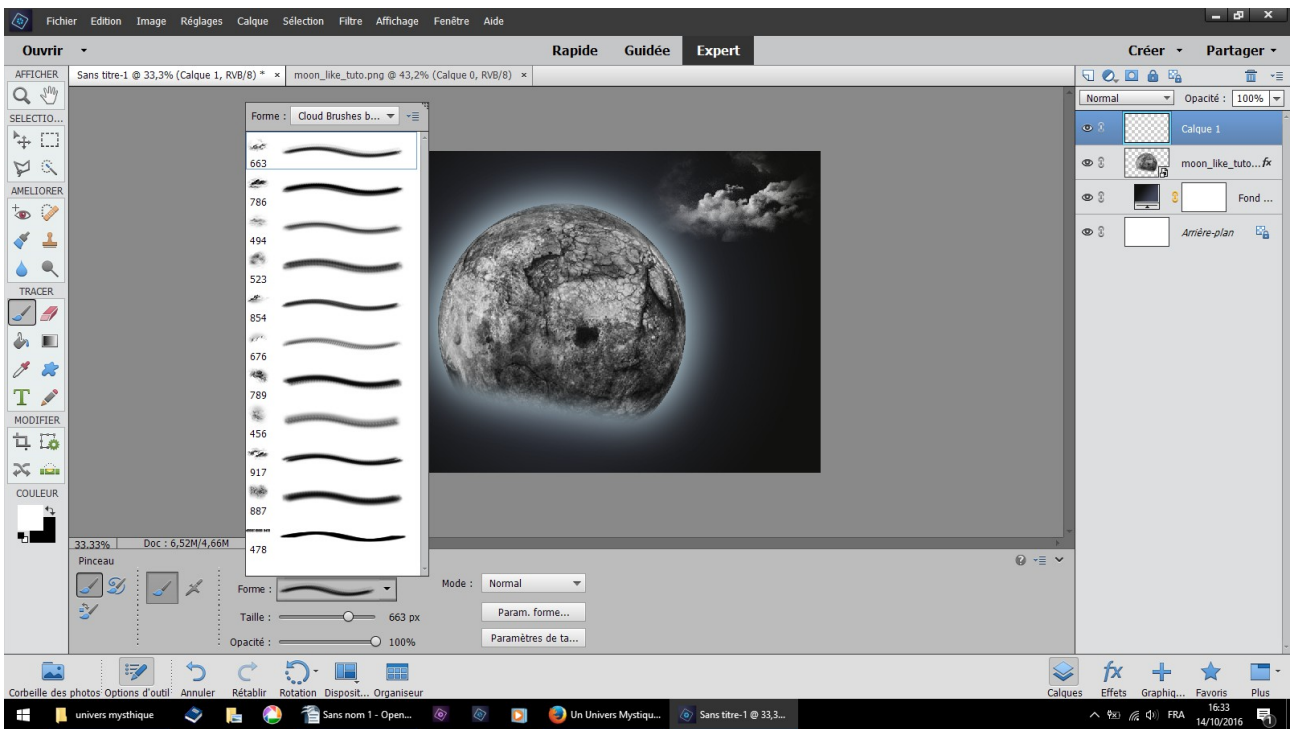 Fichier Edition Image Réglages Calque Sélection Filtre Affichage Fenêtre Aide
Ouvrir Rapide Guidée Expert Créer Partager
AFFICHER Sans titre-1 @ 33,3% (Calque 1, RVB/8) * × moon_like_tuto.png @ 43,2% (Calque 0, RVB/8) ×
SELECTIO...
AMELIORER
TRACER
MODIFIER
COULEUR
Forme : Cloud Brushes b...
663
786
494
523
854
676
789
456
917
887
478
Normal Opacité : 100%
Calque 1
moon_like_tuto... fx
Fond ...
Arrière-plan
33,33% Doc : 6,52M/4,66M
Pinceau
Forme :
Taille : 663 px
Opacité : 100%
Mode : Normal
Param. forme...
Paramètres de ta...
Corbeille des photos Options d'outil Annuler Rétablir Rotation Disposit... Organiseur Calques Effets Graphiq... Favoris Plus
univers mysthique Sans nom 1 - Open... Un Univers Mystiqu... Sans titre-1 @ 33,3... FRA 16:33
14/10/2016